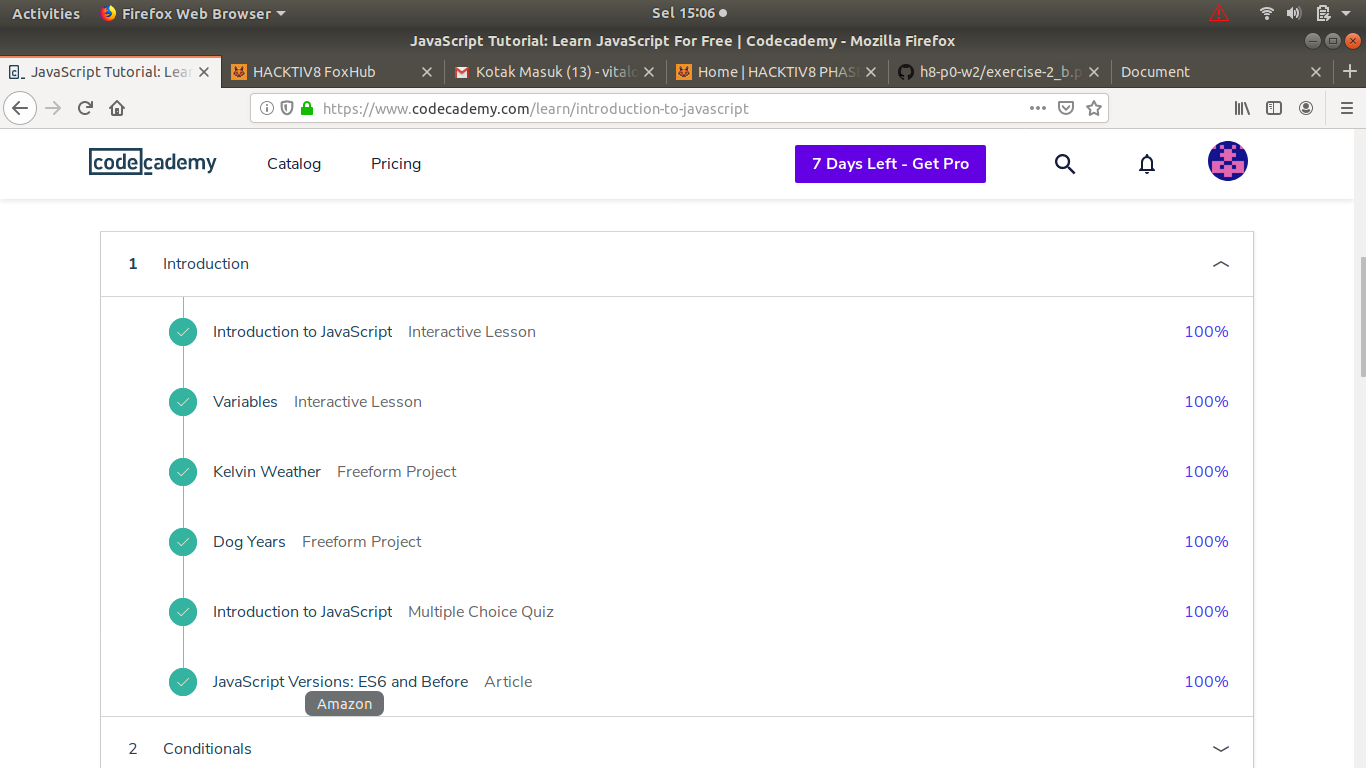 Activities Firefox Web Browser Sel 15:06
JavaScript Tutorial: Learn JavaScript For Free | Codecademy - Mozilla Firefox
JavaScript Tutorial: Lear HACKTIV8 FoxHub Kotak Masuk (13) - vitalo Home | HACKTIV8 PHAS h8-p0-w2/exercise-2_b.p Document
https://www.codecademy.com/learn/introduction-to-javascript
codecademy Catalog Pricing 7 Days Left - Get Pro
1 Introduction
Introduction to JavaScript Interactive Lesson 100%
Variables Interactive Lesson 100%
Kelvin Weather Freeform Project 100%
Dog Years Freeform Project 100%
Introduction to JavaScript Multiple Choice Quiz 100%
JavaScript Versions: ES6 and Before Article 100%
Amazon
2 Conditionals